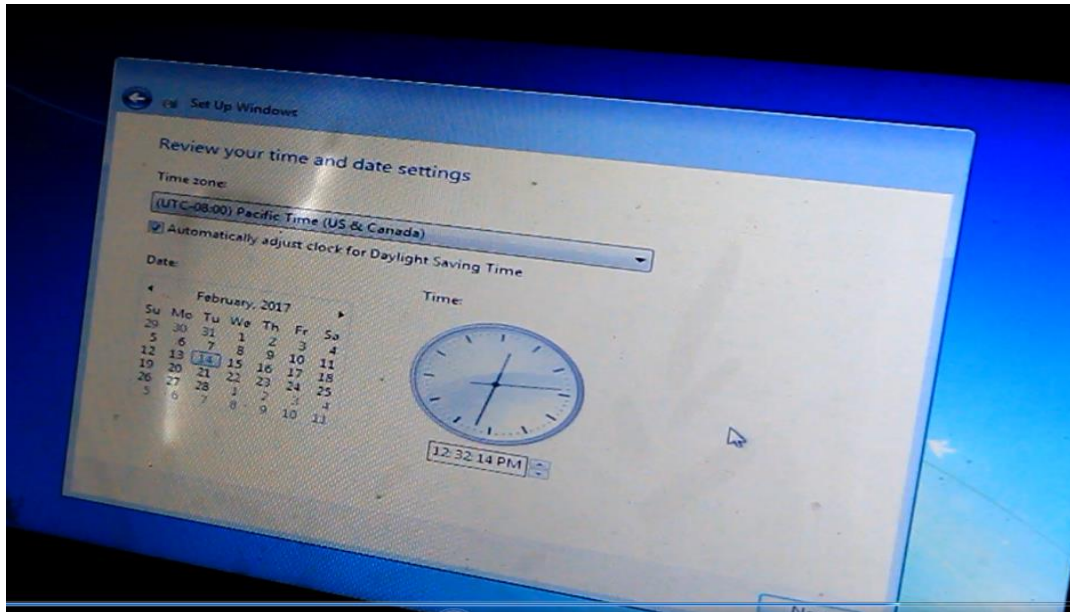 Set Up Windows
Review your time and date settings
Time zone:
(UTC-08:00) Pacific Time (US & Canada)
Automatically adjust clock for Daylight Saving Time
Date:
Time:
February, 2017
Su Mo Tu We Th Fr Sa
29 30 31 1 2 3 4
5 6 7 8 9 10 11
12 13 14 15 16 17 18
19 20 21 22 23 24 25
26 27 28 1 2 3 4
5 6 7 8 9 10 11
12:32:14 PM